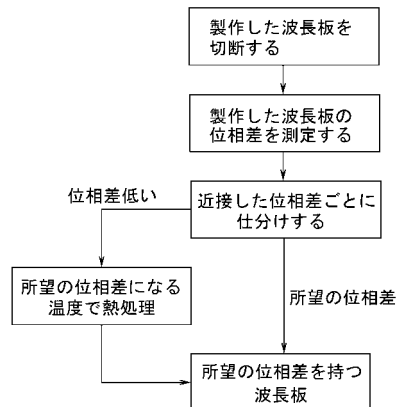 製作した波長板を
切断する
製作した波長板の
位相差を測定する
位相差低い
近接した位相差ごとに
仕分けする
所望の位相差になる
温度で熱処理
所望の位相差
所望の位相差を持つ
波長板